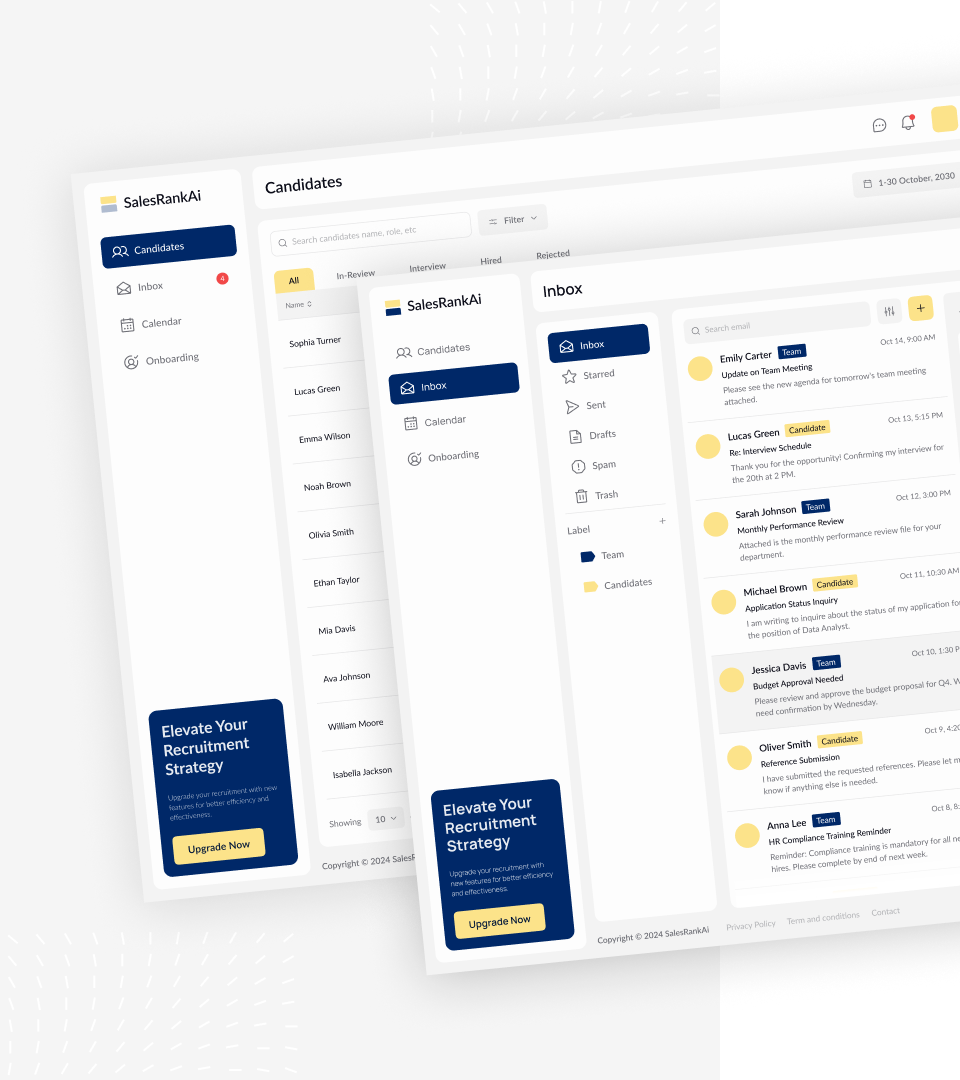 SalesRankAi
Candidates
Inbox
4
Calendar
Onboarding
Elevate Your
Recruitment
Strategy
Upgrade your recruitment with new
features for better efficiency and
effectiveness.
Upgrade Now
Candidates
1-30 October, 2030
Search candidates name, role, etc
Filter
All
In-Review
Interview
Hired
Rejected
Name
Sophia Turner
Lucas Green
Emma Wilson
Noah Brown
Olivia Smith
Ethan Taylor
Mia Davis
Ava Johnson
William Moore
Isabella Jackson
Showing
10
Copyright © 2024 SalesR
SalesRankAi
Candidates
Inbox
Calendar
Onboarding
Elevate Your
Recruitment
Strategy
Upgrade your recruitment with
new features for better efficiency
and effectiveness.
Upgrade Now
Inbox
Inbox
Starred
Sent
Drafts
Spam
Trash
Label +
Team
Candidates
Search email
+
Emily Carter Team Oct 14, 9:00 AM
Update on Team Meeting
Please see the new agenda for tomorrow's team meeting
attached.
Lucas Green Candidate Oct 13, 5:15 PM
Re: Interview Schedule
Thank you for the opportunity! Confirming my interview for
the 20th at 2 PM.
Sarah Johnson Team Oct 12, 3:00 PM
Monthly Performance Review
Attached is the monthly performance review file for your
department.
Michael Brown Candidate Oct 11, 10:30 AM
Application Status Inquiry
I am writing to inquire about the status of my application for
the position of Data Analyst.
Jessica Davis Team Oct 10, 1:30 P
Budget Approval Needed
Please review and approve the budget proposal for Q4. W
need confirmation by Wednesday.
Oliver Smith Candidate Oct 9, 4:20
Reference Submission
I have submitted the requested references. Please let m
know if anything else is needed.
Anna Lee Team Oct 8, 8:
HR Compliance Training Reminder
Reminder: Compliance training is mandatory for all ne
hires. Please complete by end of next week.
Copyright © 2024 SalesRankAi
Privacy Policy
Term and conditions
Contact